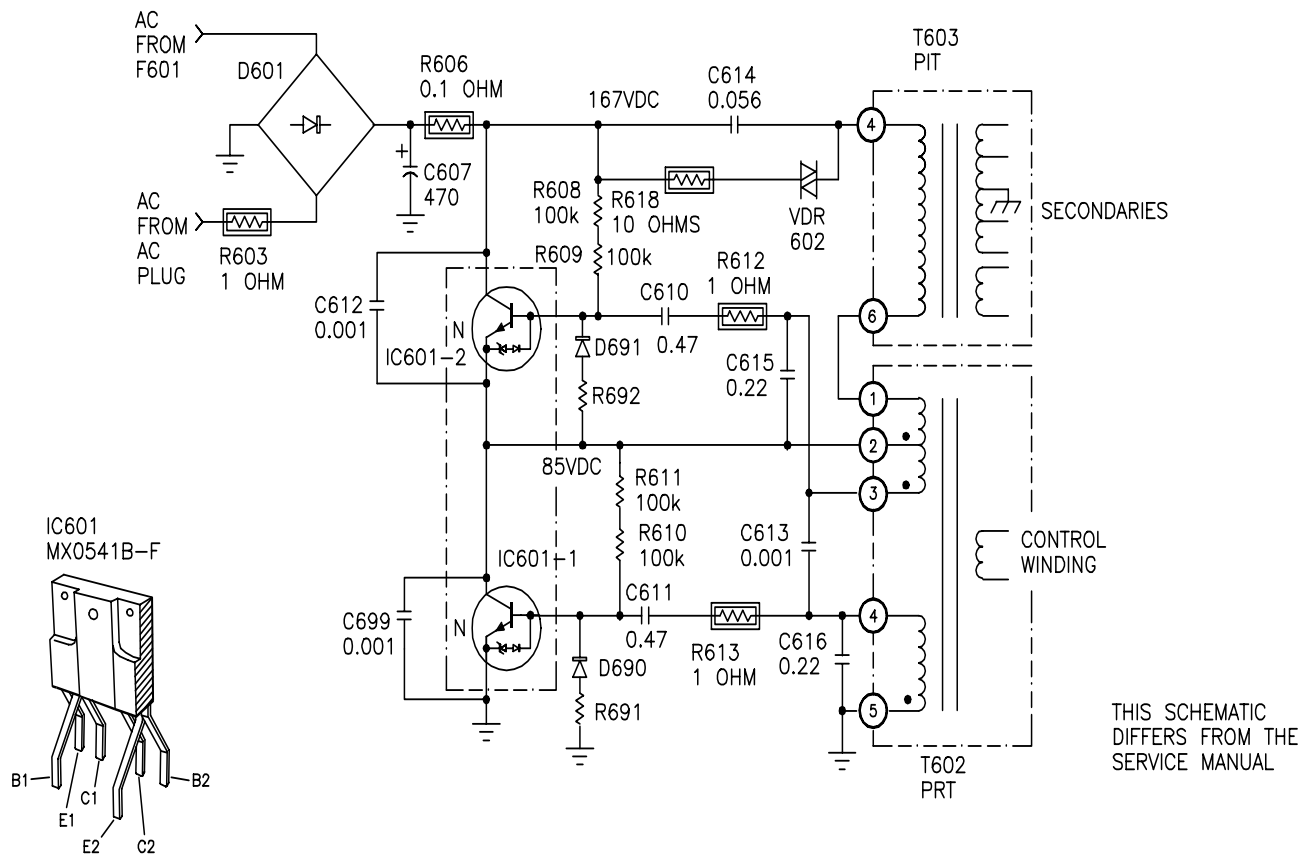 AC
FROM
F601
D601
R606
0.1 OHM
167VDC
C614
0.056
T603
PIT
4
+
C607
470
R608
100k
R618
10 OHMS
VDR
602
SECONDARIES
AC
FROM
AC
PLUG
R603
1 OHM
R609
100k
R612
1 OHM
C612
0.001
N
IC601-2
C610
0.47
6
D691
C615
0.22
R692
1
2
85VDC
3
R611
100k
R610
100k
C613
0.001
CONTROL
WINDING
IC601
MX0541B-F
IC601-1
C611
0.47
4
C699
0.001
N
D690
R613
1 OHM
C616
0.22
R691
5
THIS SCHEMATIC
DIFFERS FROM THE
SERVICE MANUAL
T602
PRT
B1
E1
C1
B2
E2
C2